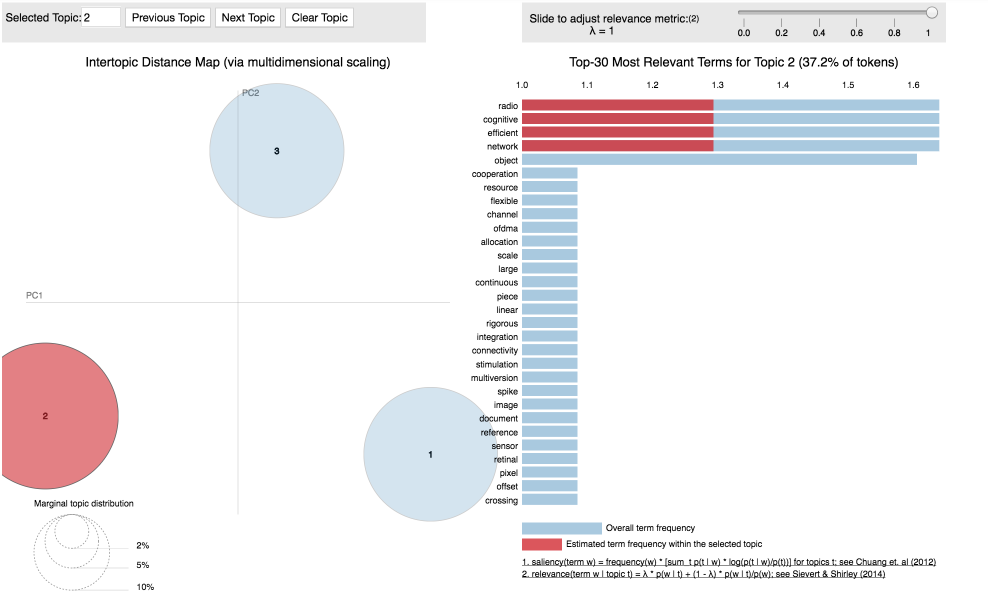 Selected Topic: 2 Previous Topic Next Topic Clear Topic
Slide to adjust relevance metric:(2)
λ = 1
0.0 0.2 0.4 0.6 0.8 1
Intertopic Distance Map (via multidimensional scaling)
PC2
PC1
3
2
1
Marginal topic distribution
2%
5%
10%
Top-30 Most Relevant Terms for Topic 2 (37.2% of tokens)
1.0 1.1 1.2 1.3 1.4 1.5 1.6
radio
cognitive
efficient
network
object
cooperation
resource
flexible
channel
ofdma
allocation
scale
large
continuous
piece
linear
rigorous
integration
connectivity
stimulation
multiversion
spike
image
document
reference
sensor
retinal
pixel
offset
crossing
Overall term frequency
Estimated term frequency within the selected topic
1. saliency(term w) = frequency(w) * [sum_t p(t | w) * log(p(t | w)/p(t))] for topics t; see Chuang et. al (2012)
2. relevance(term w | topic t) = λ * p(w | t) + (1 - λ) * p(w | t)/p(w); see Sievert & Shirley (2014)